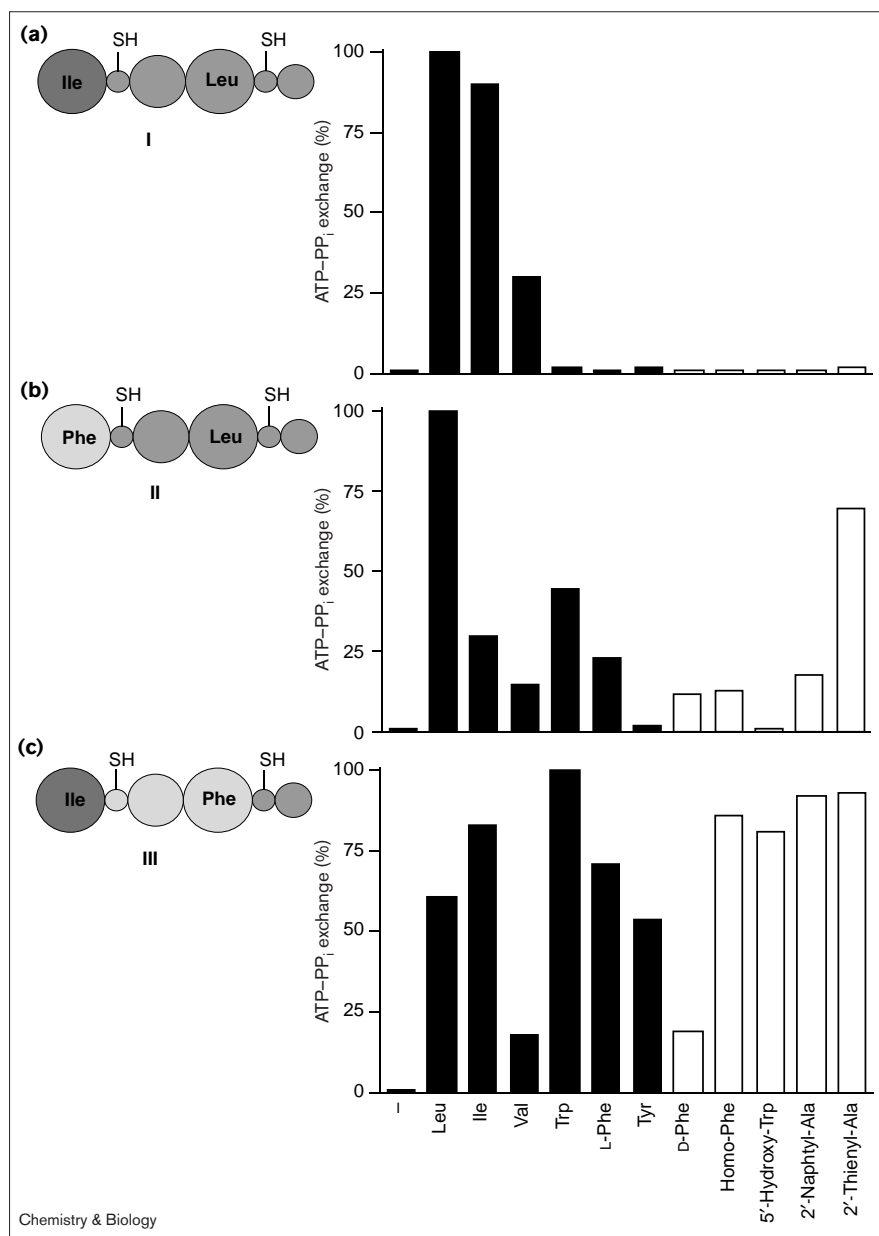 (a)
SH SH
Ile Leu
I
100
75
50
25
0
ATP–PPi exchange (%)
(b)
SH SH
Phe Leu
II
100
75
50
25
0
ATP–PPi exchange (%)
(c)
SH SH
Ile Phe
III
100
75
50
25
0
ATP–PPi exchange (%)
–
Leu
Ile
Val
Trp
L-Phe
Tyr
D-Phe
Homo-Phe
5′-Hydroxy-Trp
2′-Naphtyl-Ala
2′-Thienyl-Ala
Chemistry & Biology